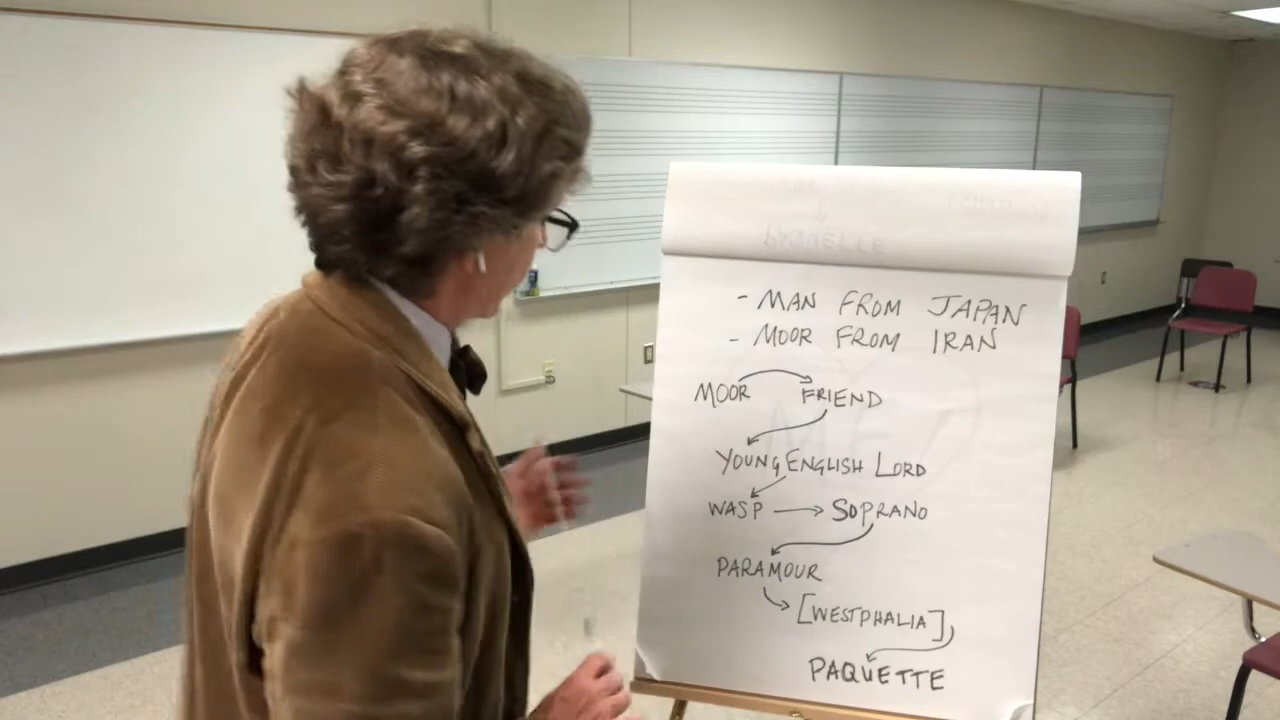 - MAN FROM JAPAN
- MOOR FROM IRAN
MOOR FRIEND
YOUNG ENGLISH LORD
WASP SOPRANO
PARAMOUR
[WESTPHALIA]
PAQUETTE